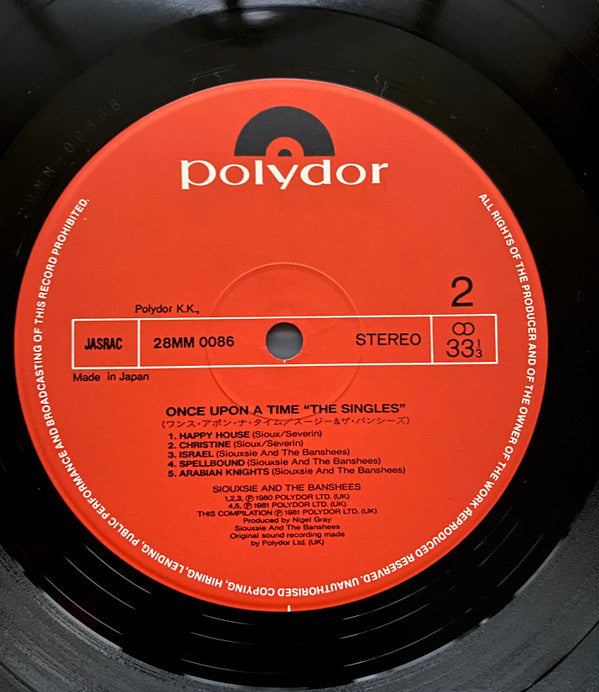 polydor
Polydor K.K.,
2
JASRAC
28MM 0086
STEREO
33⅓
Made in Japan
ONCE UPON A TIME “THE SINGLES”
(ワンス・アポン・ナ・タイム/スージー&ザ・バンシーズ)
1. HAPPY HOUSE (Sioux/Severin)
2. CHRISTINE (Sioux/Severin)
3. ISRAEL (Siouxsie And The Banshees)
4. SPELLBOUND (Siouxsie And The Banshees)
5. ARABIAN KNIGHTS (Siouxsie And The Banshees)
SIOUXSIE AND THE BANSHEES
1,2,3, Ⓟ 1980 POLYDOR LTD. (UK)
4,5, Ⓟ 1981 POLYDOR LTD. (UK)
THIS COMPILATION Ⓟ 1981 POLYDOR LTD. (UK)
Produced by Nigel Gray
Siouxsie And The Banshees
Original sound recording made
by Polydor Ltd. (UK)
ALL RIGHTS OF THE PRODUCER AND OF THE OWNER OF THE WORK REPRODUCED RESERVED. UNAUTHORISED COPYING, HIRING, LENDING, PUBLIC PERFORMANCE AND BROADCASTING OF THIS RECORD PROHIBITED.